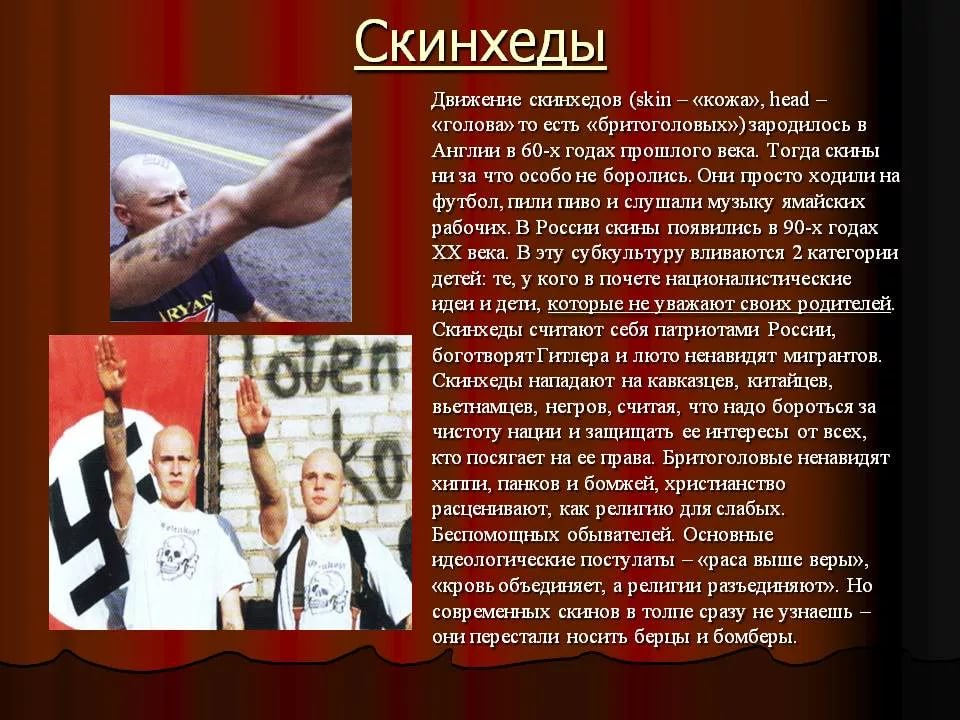 Скинхеды
Движение скинхедов (skin – «кожа», head –
«голова» то есть «бритоголовых») зародилось в
Англии в 60-х годах прошлого века. Тогда скины
ни за что особо не боролись. Они просто ходили на
футбол, пили пиво и слушали музыку ямайских
рабочих. В России скины появились в 90-х годах
XX века. В эту субкультуру вливаются 2 категории
детей: те, у кого в почете националистические
идеи и дети, которые не уважают своих родителей.
Скинхеды считают себя патриотами России,
боготворят Гитлера и люто ненавидят мигрантов.
Скинхеды нападают на кавказцев, китайцев,
вьетнамцев, негров, считая, что надо бороться за
чистоту нации и защищать ее интересы от всех,
кто посягает на ее права. Бритоголовые ненавидят
хиппи, панков и бомжей, христианство
расценивают, как религию для слабых.
Беспомощных обывателей. Основные
идеологические постулаты – «раса выше веры»,
«кровь объединяет, а религии разъединяют». Но
современных скинов в толпе сразу не узнаешь –
они перестали носить берцы и бомберы.
ARYAN
oten
ko